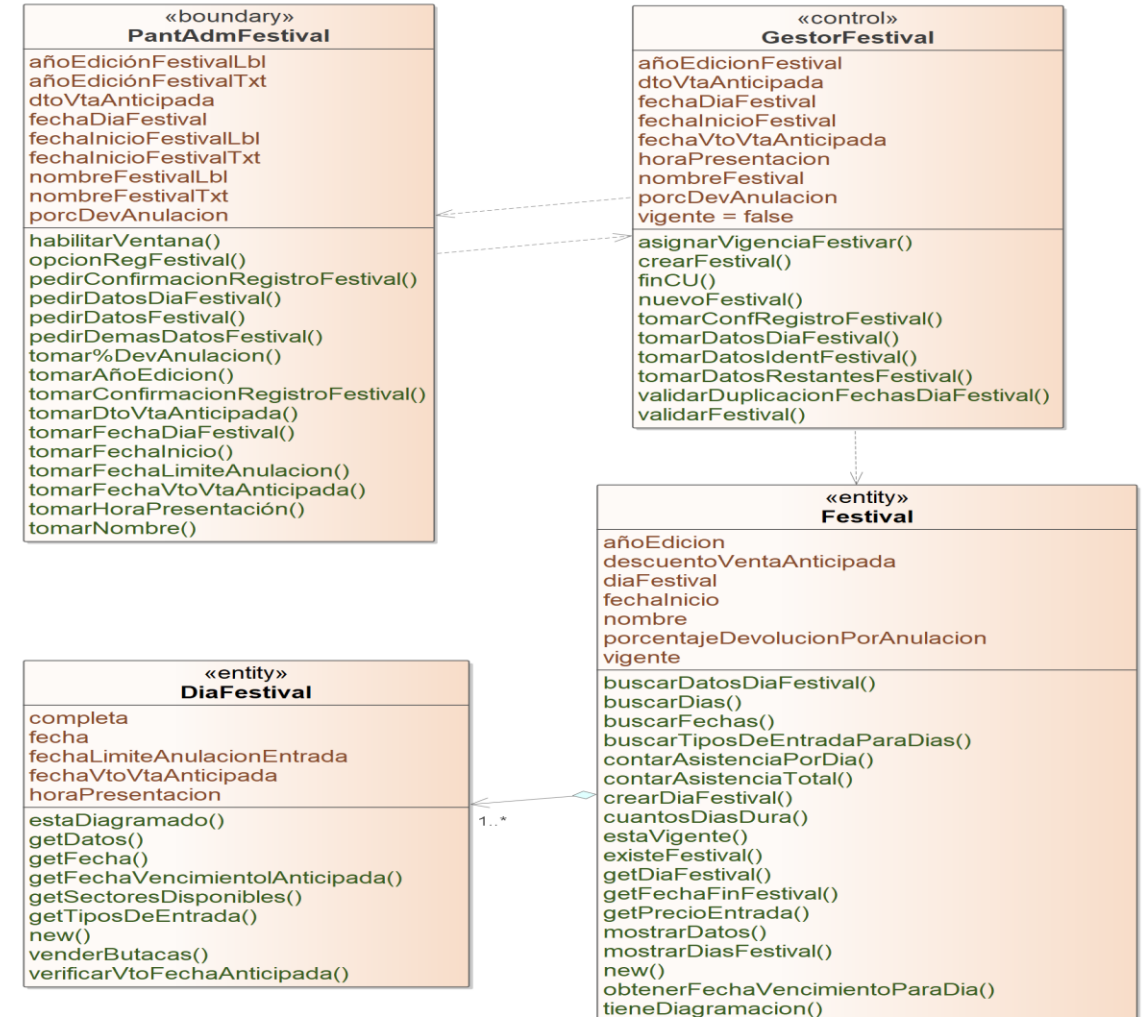 «boundary»
PantAdmFestival
añoEdiciónFestivalLbl
añoEdiciónFestivalTxt
dtoVtaAnticipada
fechaDiaFestival
fechaInicioFestivalLbl
fechaInicioFestivalTxt
nombreFestivalLbl
nombreFestivalTxt
porcDevAnulacion
habilitarVentana()
opcionRegFestival()
pedirConfirmacionRegistroFestival()
pedirDatosDiaFestival()
pedirDatosFestival()
pedirDemasDatosFestival()
tomar%DevAnulacion()
tomarAñoEdicion()
tomarConfirmacionRegistroFestival()
tomarDtoVtaAnticipada()
tomarFechaDiaFestival()
tomarFechaInicio()
tomarFechaLimiteAnulacion()
tomarFechaVtoVtaAnticipada()
tomarHoraPresentación()
tomarNombre()
«control»
GestorFestival
añoEdicionFestival
dtoVtaAnticipada
fechaDiaFestival
fechaInicioFestival
fechaVtoVtaAnticipada
horaPresentacion
nombreFestival
porcDevAnulacion
vigente = false
asignarVigenciaFestivar()
crearFestival()
finCU()
nuevoFestival()
tomarConfRegistroFestival()
tomarDatosDiaFestival()
tomarDatosIdentFestival()
tomarDatosRestantesFestival()
validarDuplicacionFechasDiaFestival()
validarFestival()
«entity»
DiaFestival
completa
fecha
fechaLimiteAnulacionEntrada
fechaVtoVtaAnticipada
horaPresentacion
estaDiagramado()
getDatos()
getFecha()
getFechaVencimientolAnticipada()
getSectoresDisponibles()
getTiposDeEntrada()
new()
venderButacas()
verificarVtoFechaAnticipada()
1..*
«entity»
Festival
añoEdicion
descuentoVentaAnticipada
diaFestival
fechaInicio
nombre
porcentajeDevolucionPorAnulacion
vigente
buscarDatosDiaFestival()
buscarDias()
buscarFechas()
buscarTiposDeEntradaParaDias()
contarAsistenciaPorDia()
contarAsistenciaTotal()
crearDiaFestival()
cuantosDiasDura()
estaVigente()
existeFestival()
getDiaFestival()
getFechaFinFestival()
getPrecioEntrada()
mostrarDatos()
mostrarDiasFestival()
new()
obtenerFechaVencimientoParaDia()
tieneDiagramacion()